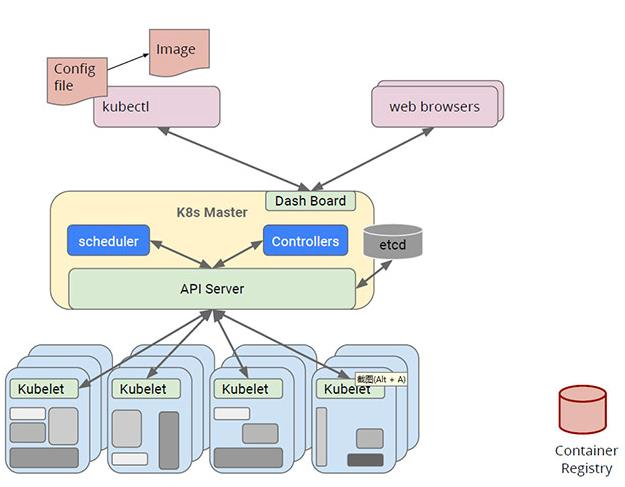 Image
Config
file
kubectl
web browsers
Dash Board
K8s Master
scheduler
Controllers
etcd
API Server
Kubelet
Kubelet
Kubelet
Kubelet
截图(Alt + A)
Container
Registry